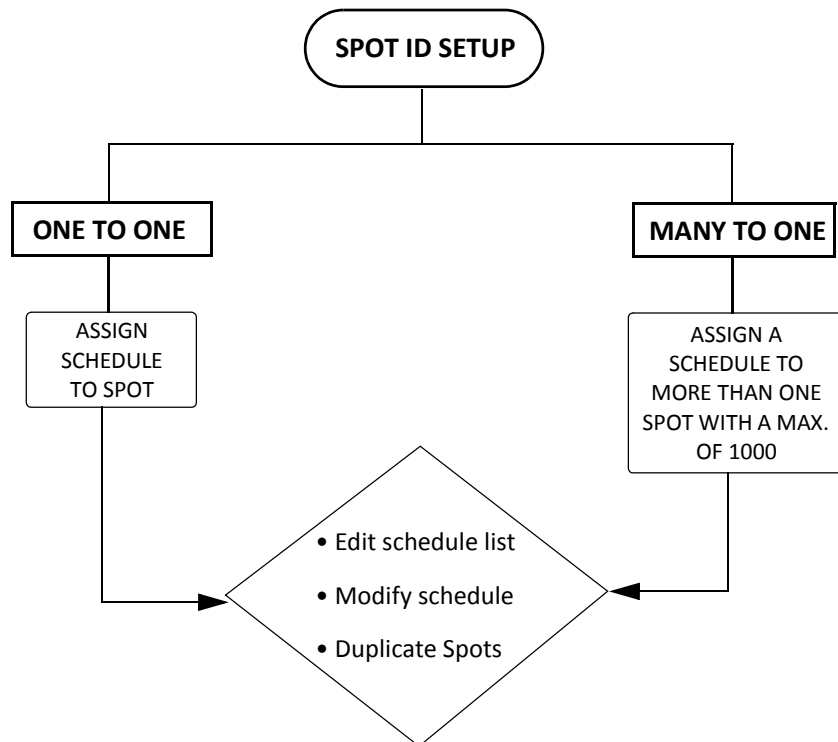 SPOT ID SETUP
ONE TO ONE
MANY TO ONE
ASSIGN
SCHEDULE
TO SPOT
ASSIGN A
SCHEDULE TO
MORE THAN ONE
SPOT WITH A MAX.
OF 1000
• Edit schedule list
• Modify schedule
• Duplicate Spots